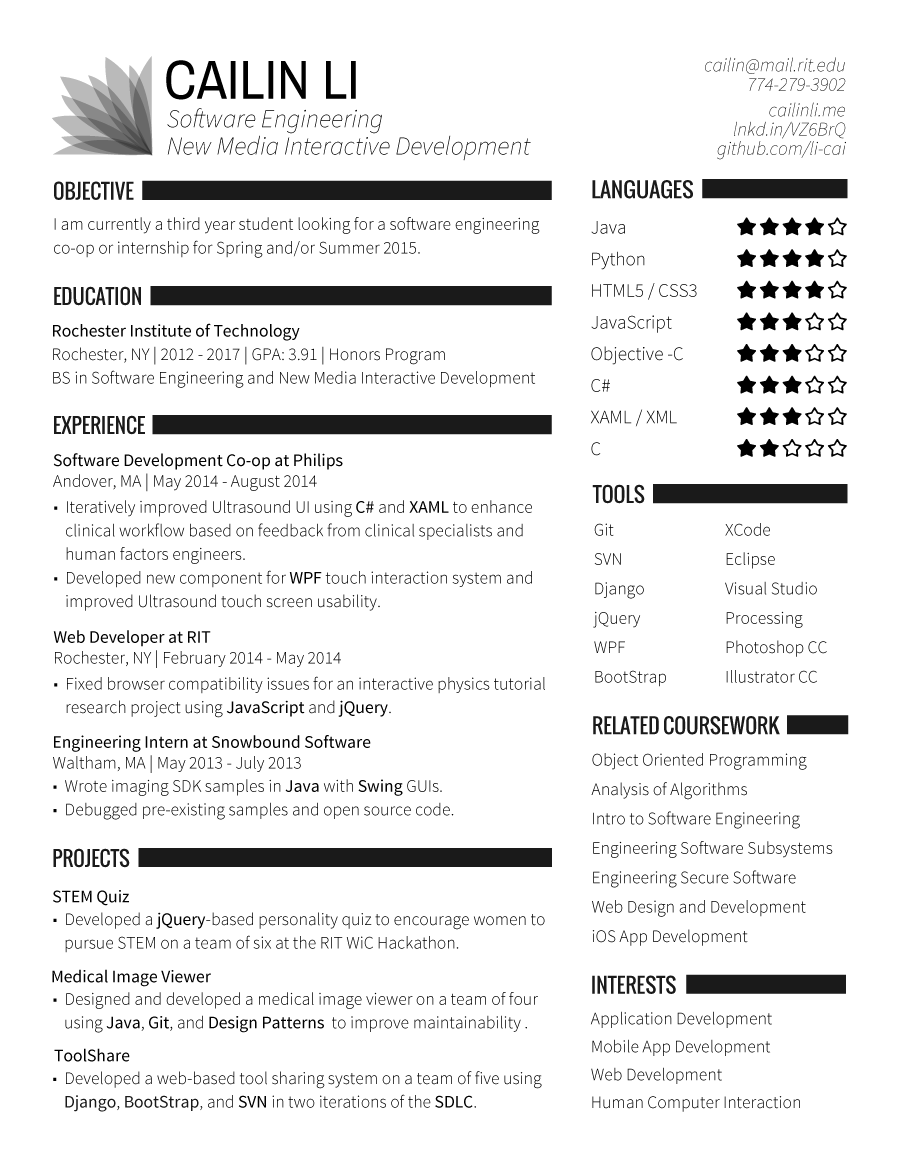 CAILIN LI
Software Engineering
New Media Interactive Development
cailin@mail.rit.edu
774-279-3902
cailinli.me
lnkd.in/VZ6BrQ
github.com/li-cai
OBJECTIVE
I am currently a third year student looking for a software engineering
co-op or internship for Spring and/or Summer 2015.
EDUCATION
Rochester Institute of Technology
Rochester, NY | 2012 - 2017 | GPA: 3.91 | Honors Program
BS in Software Engineering and New Media Interactive Development
EXPERIENCE
Software Development Co-op at Philips
Andover, MA | May 2014 - August 2014
▪ Iteratively improved Ultrasound UI using C# and XAML to enhance
clinical workflow based on feedback from clinical specialists and
human factors engineers.
▪ Developed new component for WPF touch interaction system and
improved Ultrasound touch screen usability.
Web Developer at RIT
Rochester, NY | February 2014 - May 2014
▪ Fixed browser compatibility issues for an interactive physics tutorial
research project using JavaScript and jQuery.
Engineering Intern at Snowbound Software
Waltham, MA | May 2013 - July 2013
▪ Wrote imaging SDK samples in Java with Swing GUIs.
▪ Debugged pre-existing samples and open source code.
PROJECTS
STEM Quiz
▪ Developed a jQuery-based personality quiz to encourage women to
pursue STEM on a team of six at the RIT WiC Hackathon.
Medical Image Viewer
▪ Designed and developed a medical image viewer on a team of four
using Java, Git, and Design Patterns  to improve maintainability .
ToolShare
▪ Developed a web-based tool sharing system on a team of five using
Django, BootStrap, and SVN in two iterations of the SDLC.
LANGUAGES
Java ★★★★☆
Python ★★★★☆
HTML5 / CSS3 ★★★★☆
JavaScript ★★★☆☆
Objective -C ★★★☆☆
C# ★★★☆☆
XAML / XML ★★★☆☆
C ★★☆☆☆
TOOLS
Git XCode
SVN Eclipse
Django Visual Studio
jQuery Processing
WPF Photoshop CC
BootStrap Illustrator CC
RELATED COURSEWORK
Object Oriented Programming
Analysis of Algorithms
Intro to Software Engineering
Engineering Software Subsystems
Engineering Secure Software
Web Design and Development
iOS App Development
INTERESTS
Application Development
Mobile App Development
Web Development
Human Computer Interaction